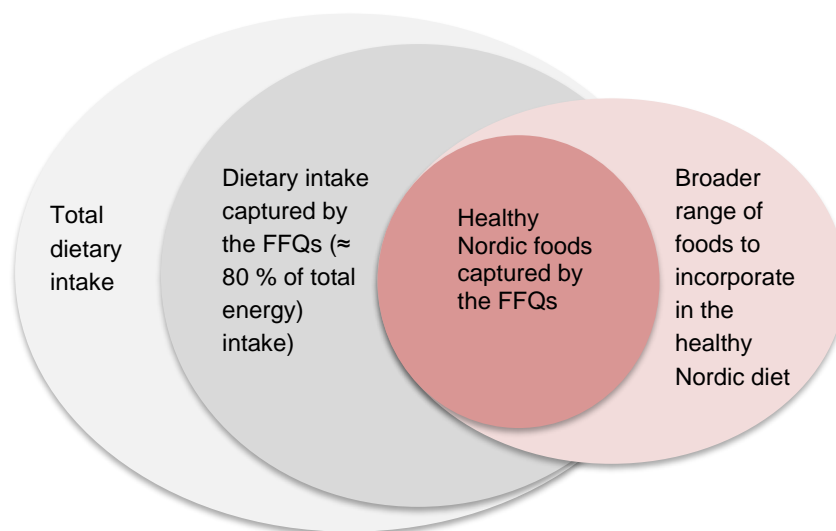 Total
dietary
intake
Dietary intake
captured by
the FFQs (≈
80 % of total
energy)
intake)
Healthy
Nordic foods
captured by
the FFQs
Broader
range of
foods to
incorporate
in the
healthy
Nordic diet